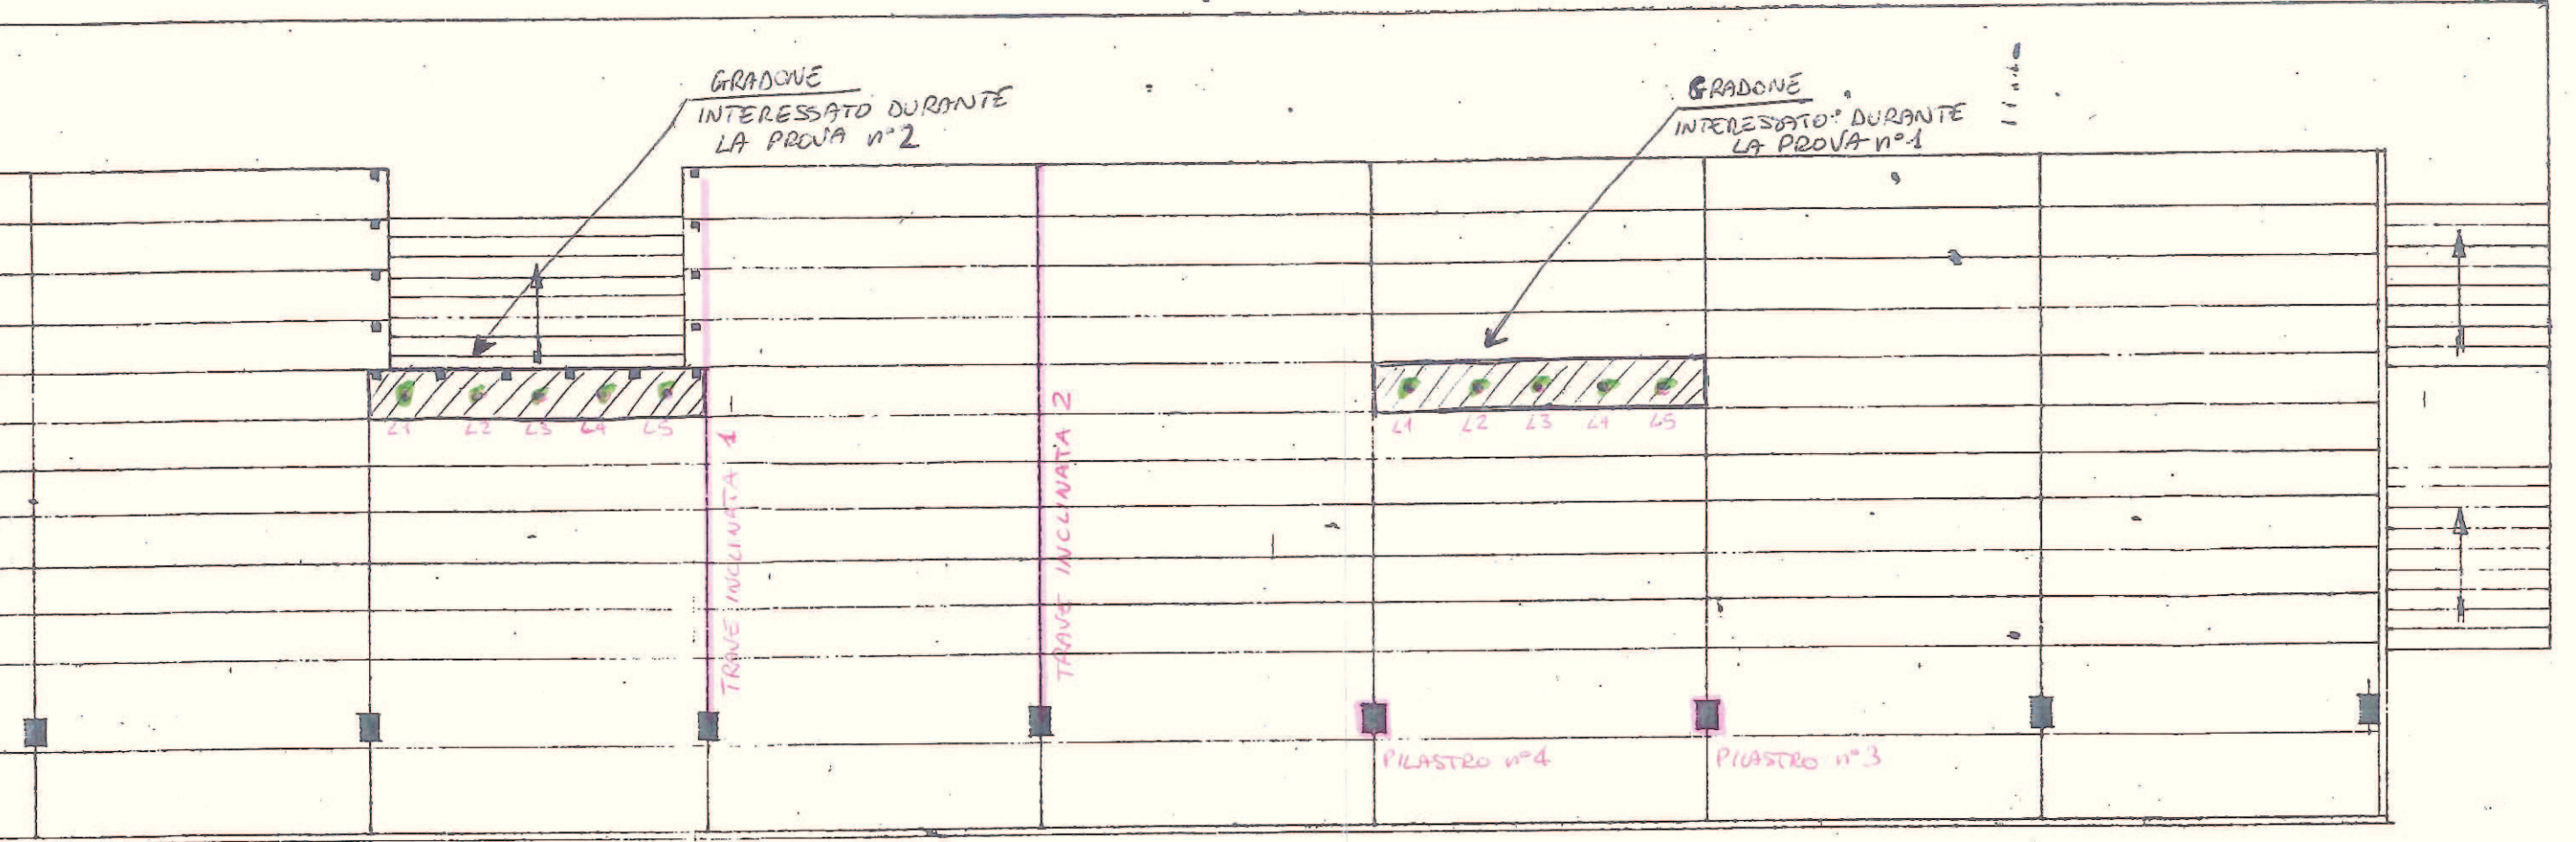 GRADONE
INTERESSATO DURANTE
LA PROVA n° 2
GRADONE
INTERESSATO DURANTE
LA PROVA n° 1
L1 L2 L3 L4 L5
L1 L2 L3 L4 L5
TRAVE INCLINATA 1
TRAVE INCLINATA 2
PILASTRO n° 4
PILASTRO n° 3